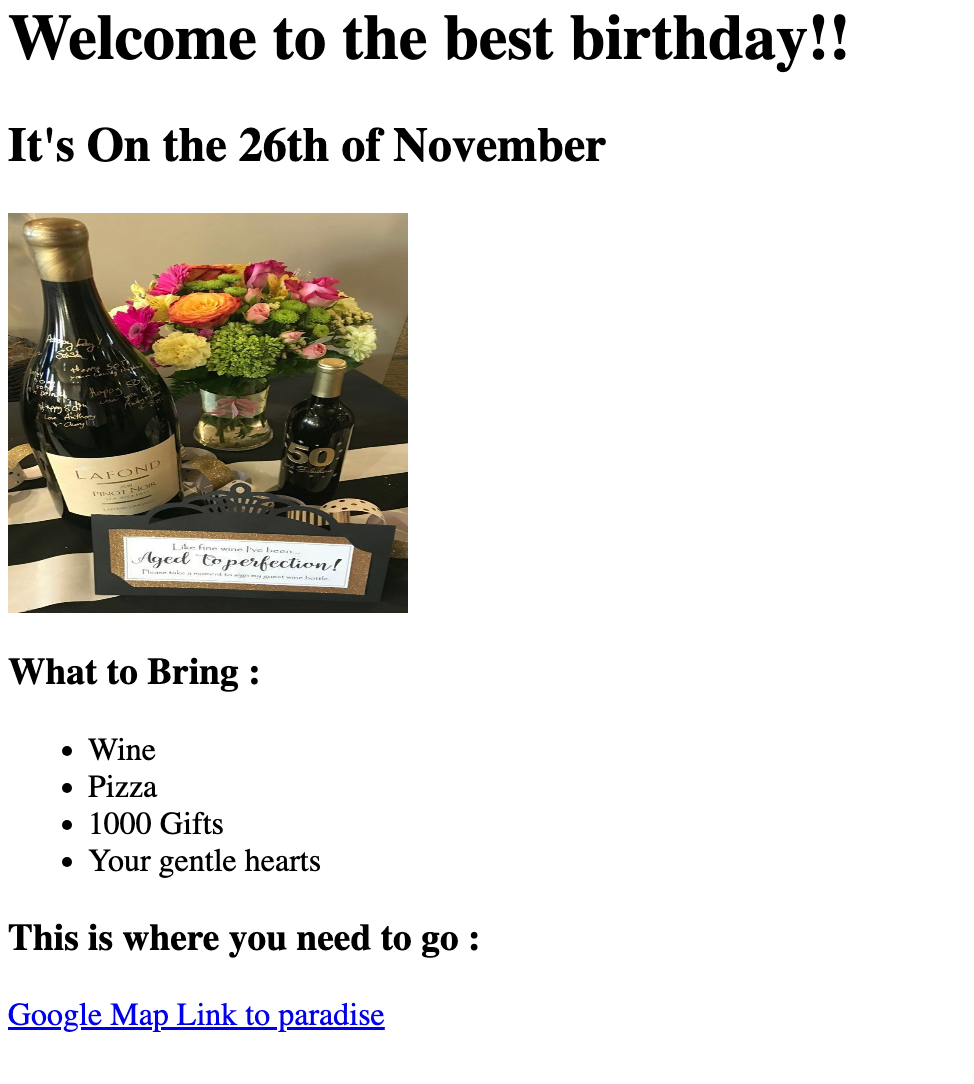 Welcome to the best birthday!!
It's On the 26th of November
LAFOND
PINOT NOIR
50
Like fine wine I've been...
Aged to perfection!
Please take a moment to sign my guest wine bottle.
What to Bring :
Wine
Pizza
1000 Gifts
Your gentle hearts
This is where you need to go :
Google Map Link to paradise